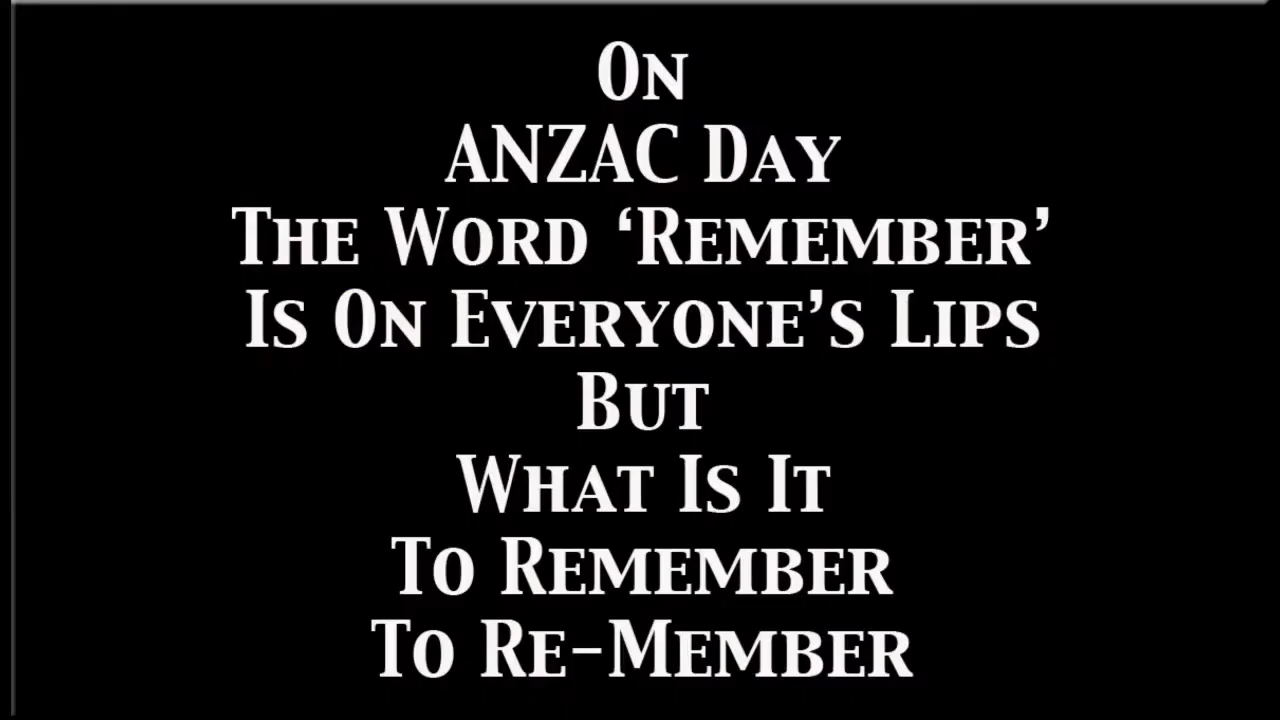 On
ANZAC Day
The Word ‘Remember’
Is On Everyone’s Lips
But
What Is It
To Remember
To Re-Member